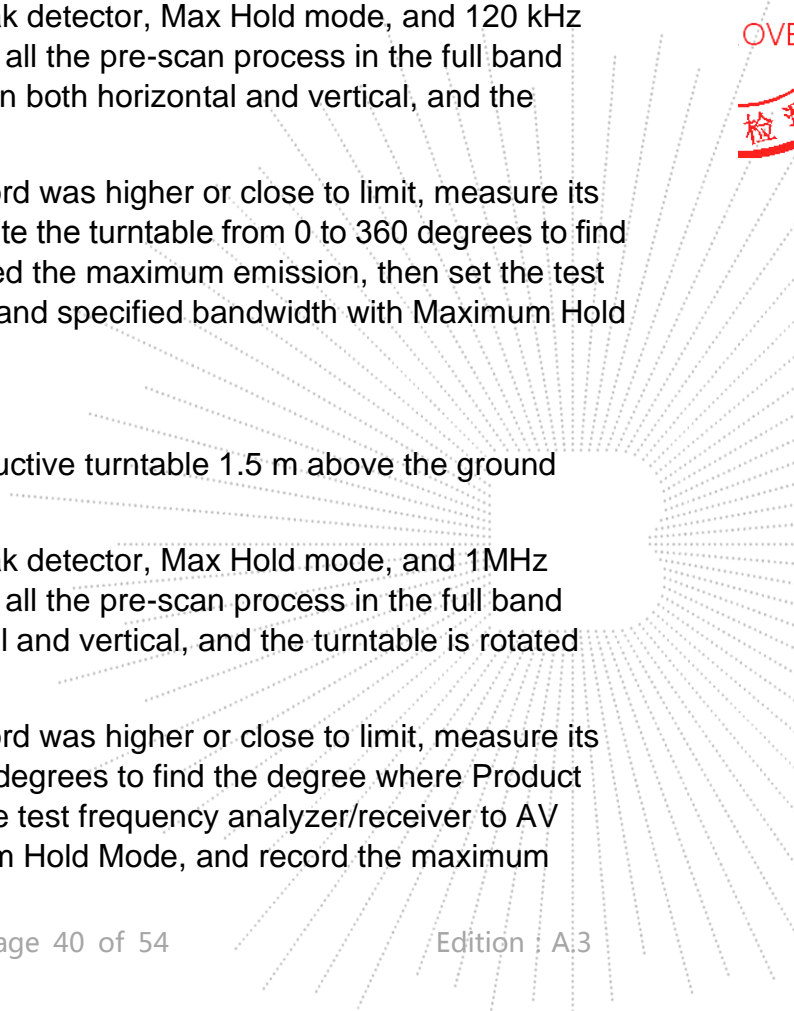 k detector, Max Hold mode, and 120 kHz
all the pre-scan process in the full band
n both horizontal and vertical, and the
rd was higher or close to limit, measure its
te the turntable from 0 to 360 degrees to find
ed the maximum emission, then set the test
and specified bandwidth with Maximum Hold
uctive turntable 1.5 m above the ground
k detector, Max Hold mode, and 1MHz
all the pre-scan process in the full band
l and vertical, and the turntable is rotated
rd was higher or close to limit, measure its
degrees to find the degree where Product
e test frequency analyzer/receiver to AV
m Hold Mode, and record the maximum
age 40 of 54 Edition : A.3
OVE
检